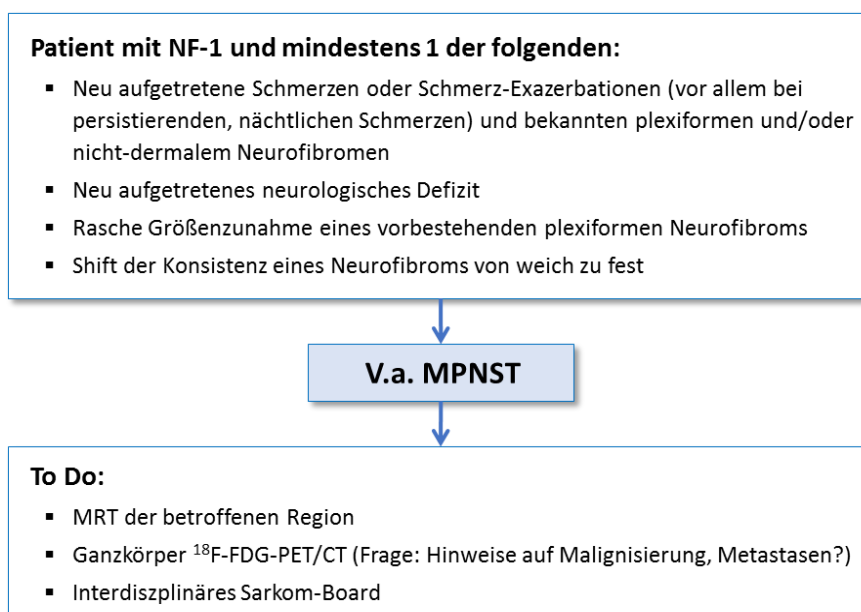 Patient mit NF-1 und mindestens 1 der folgenden:
▪ Neu aufgetretene Schmerzen oder Schmerz-Exazerbationen (vor allem bei
persistierenden, nächtlichen Schmerzen) und bekannten plexiformen und/oder
nicht-dermalem Neurofibromen
▪ Neu aufgetretenes neurologisches Defizit
▪ Rasche Größenzunahme eines vorbestehenden plexiformen Neurofibroms
▪ Shift der Konsistenz eines Neurofibroms von weich zu fest
V.a. MPNST
To Do:
▪ MRT der betroffenen Region
▪ Ganzkörper ¹⁸F-FDG-PET/CT (Frage: Hinweise auf Malignisierung, Metastasen?)
▪ Interdiszplinäres Sarkom-Board